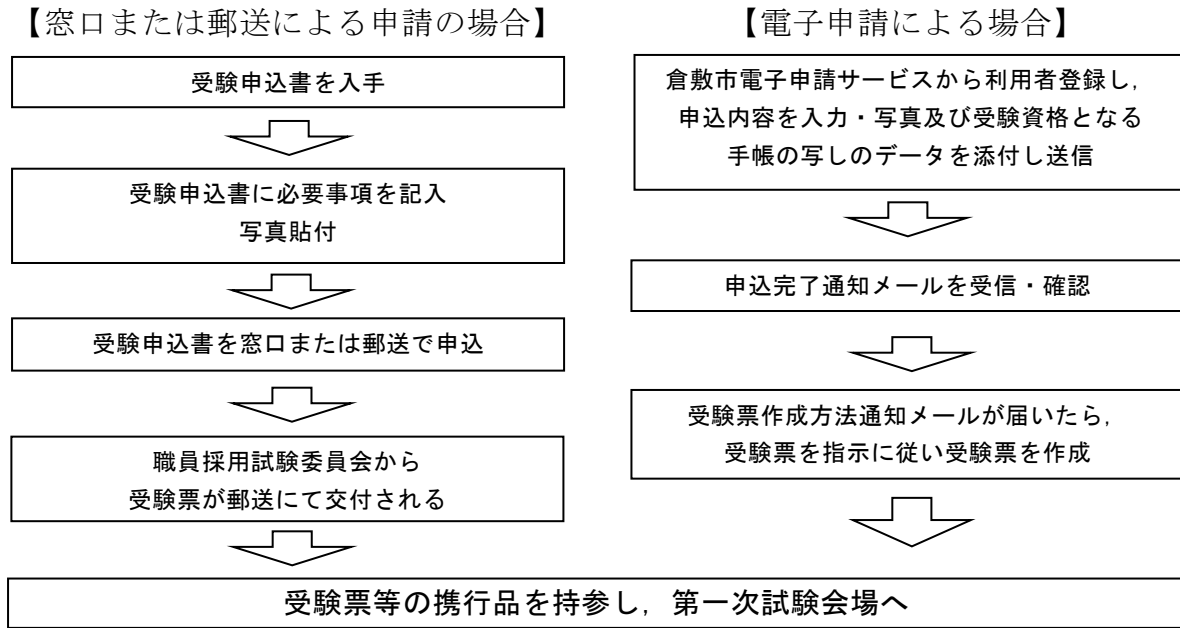 【窓口または郵送による申請の場合】
受験申込書を入手
受験申込書に必要事項を記入
写真貼付
受験申込書を窓口または郵送で申込
職員採用試験委員会から
受験票が郵送にて交付される
【電子申請による場合】
倉敷市電子申請サービスから利用者登録し,
申込内容を入力・写真及び受験資格となる
手帳の写しのデータを添付し送信
申込完了通知メールを受信・確認
受験票作成方法通知メールが届いたら,
受験票を指示に従い受験票を作成
受験票等の携行品を持参し,第一次試験会場へ